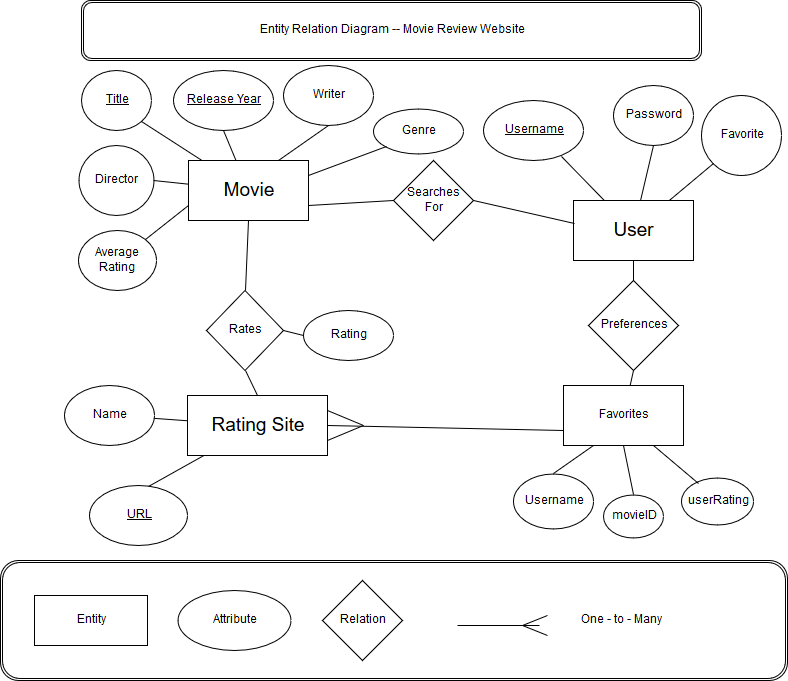 Entity Relation Diagram -- Movie Review Website
Title
Release Year
Writer
Genre
Username
Password
Favorite
Director
Movie
Searches
For
User
Average
Rating
Rates
Rating
Preferences
Name
Rating Site
Favorites
URL
Username
movieID
userRating
Entity
Attribute
Relation
One - to - Many